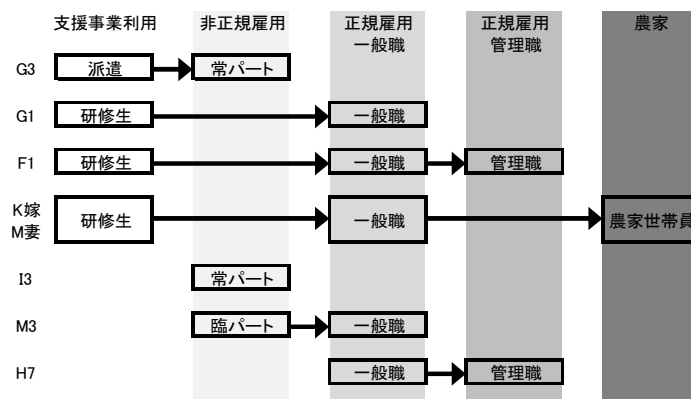 支援事業利用 非正規雇用 正規雇用 正規雇用 農家
一般職 管理職
G3 派遣 常パート
G1 研修生 一般職
F1 研修生 一般職 管理職
K嫁
M妻 研修生 一般職 農家世帯員
I3 常パート
M3 臨パート 一般職
H7 一般職 管理職